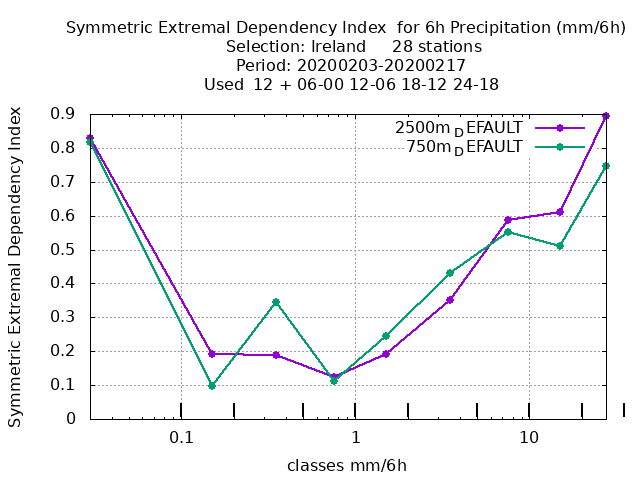 Symmetric Extremal Dependency Index  for 6h Precipitation (mm/6h)
Selection: Ireland     28 stations
Period: 20200203-20200217
Used  12 + 06-00 12-06 18-12 24-18
Symmetric Extremal Dependency Index
0.9
0.8
0.7
0.6
0.5
0.4
0.3
0.2
0.1
0
2500m_DEFAULT
750m_DEFAULT
0.1 1 10
classes mm/6h